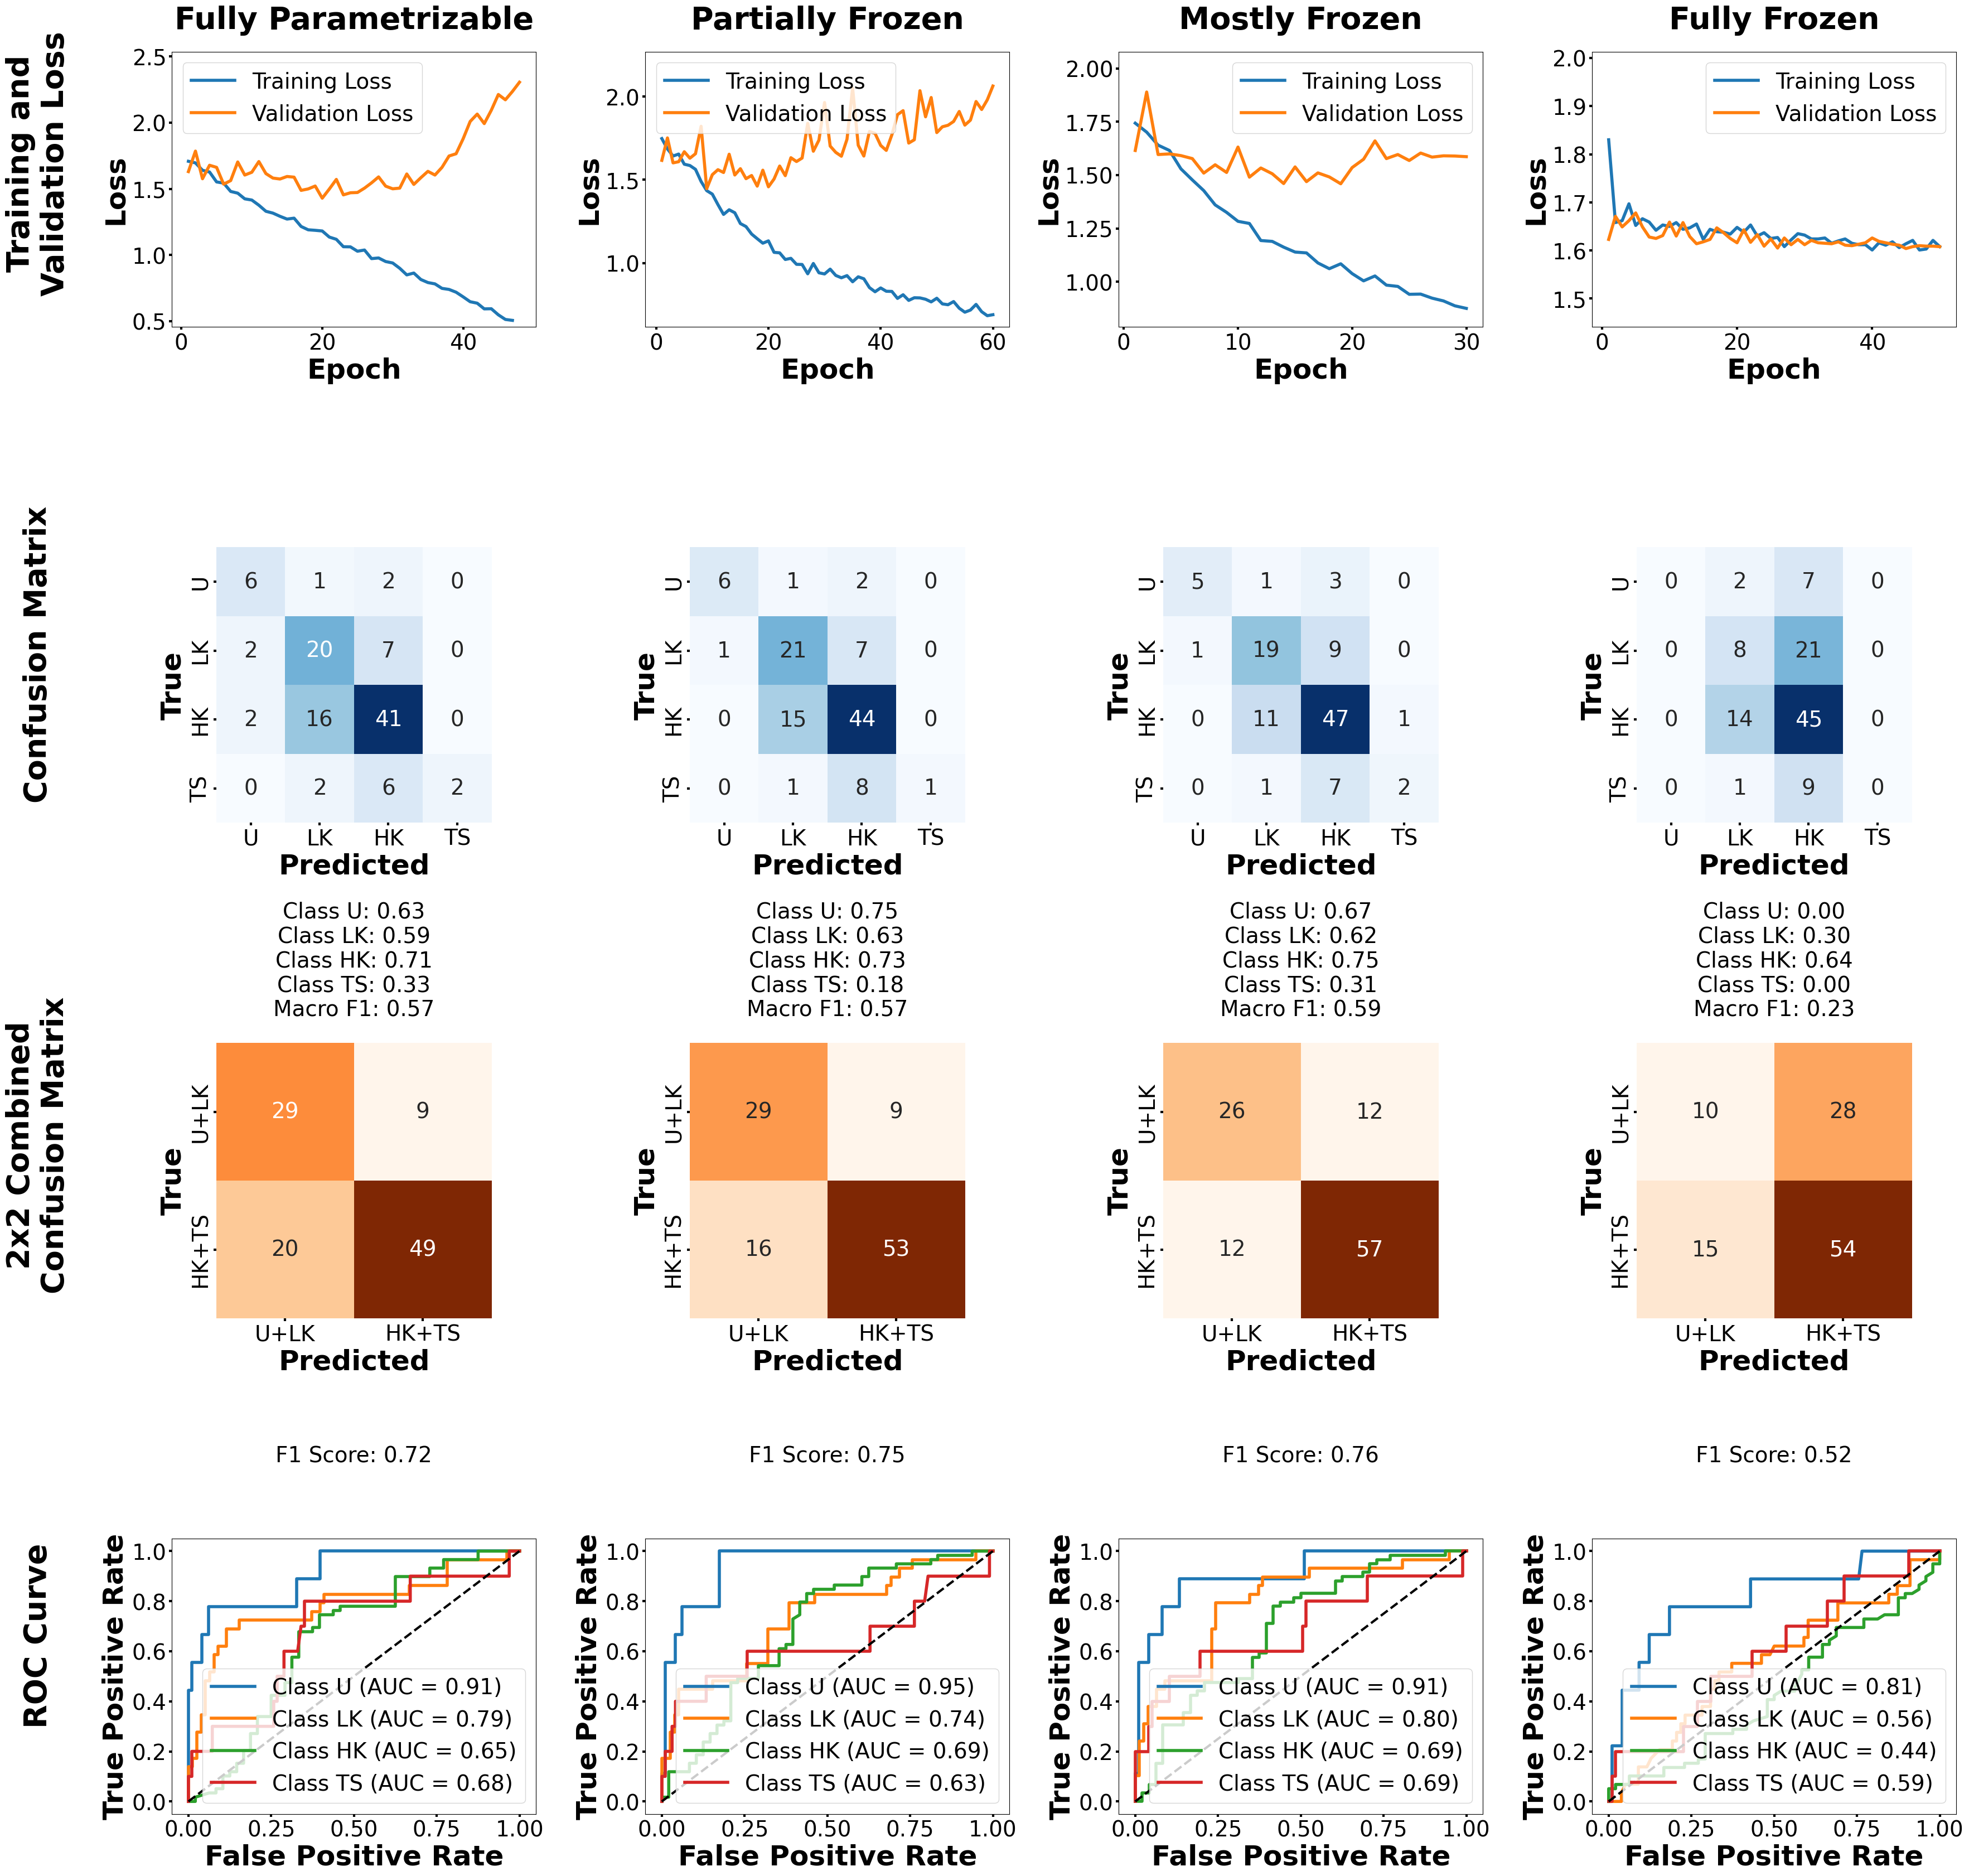 Fully Parametrizable
Partially Frozen
Mostly Frozen
Fully Frozen
Training and
Validation Loss
Loss
2.5
2.0
1.5
1.0
0.5
Training Loss
Validation Loss
0 20 40
Epoch
Loss
2.0
1.5
1.0
Training Loss
Validation Loss
0 20 40 60
Epoch
Loss
2.00
1.75
1.50
1.25
1.00
Training Loss
Validation Loss
0 10 20 30
Epoch
Loss
2.0
1.9
1.8
1.7
1.6
1.5
Training Loss
Validation Loss
0 20 40
Epoch
Confusion Matrix
True
U 6 1 2 0
LK 2 20 7 0
HK 2 16 41 0
TS 0 2 6 2
U LK HK TS
Predicted
Class U: 0.63
Class LK: 0.59
Class HK: 0.71
Class TS: 0.33
Macro F1: 0.57
True
U 6 1 2 0
LK 1 21 7 0
HK 0 15 44 0
TS 0 1 8 1
U LK HK TS
Predicted
Class U: 0.75
Class LK: 0.63
Class HK: 0.73
Class TS: 0.18
Macro F1: 0.57
True
U 5 1 3 0
LK 1 19 9 0
HK 0 11 47 1
TS 0 1 7 2
U LK HK TS
Predicted
Class U: 0.67
Class LK: 0.62
Class HK: 0.75
Class TS: 0.31
Macro F1: 0.59
True
U 0 2 7 0
LK 0 8 21 0
HK 0 14 45 0
TS 0 1 9 0
U LK HK TS
Predicted
Class U: 0.00
Class LK: 0.30
Class HK: 0.64
Class TS: 0.00
Macro F1: 0.23
2x2 Combined
Confusion Matrix
True
U+LK 29 9
HK+TS 20 49
U+LK HK+TS
Predicted
F1 Score: 0.72
True
U+LK 29 9
HK+TS 16 53
U+LK HK+TS
Predicted
F1 Score: 0.75
True
U+LK 26 12
HK+TS 12 57
U+LK HK+TS
Predicted
F1 Score: 0.76
True
U+LK 10 28
HK+TS 15 54
U+LK HK+TS
Predicted
F1 Score: 0.52
ROC Curve
True Positive Rate
1.0
0.8
0.6
0.4
0.2
0.0
Class U (AUC = 0.91)
Class LK (AUC = 0.79)
Class HK (AUC = 0.65)
Class TS (AUC = 0.68)
0.00 0.25 0.50 0.75 1.00
False Positive Rate
True Positive Rate
1.0
0.8
0.6
0.4
0.2
0.0
Class U (AUC = 0.95)
Class LK (AUC = 0.74)
Class HK (AUC = 0.69)
Class TS (AUC = 0.63)
0.00 0.25 0.50 0.75 1.00
False Positive Rate
True Positive Rate
1.0
0.8
0.6
0.4
0.2
0.0
Class U (AUC = 0.91)
Class LK (AUC = 0.80)
Class HK (AUC = 0.69)
Class TS (AUC = 0.69)
0.00 0.25 0.50 0.75 1.00
False Positive Rate
True Positive Rate
1.0
0.8
0.6
0.4
0.2
0.0
Class U (AUC = 0.81)
Class LK (AUC = 0.56)
Class HK (AUC = 0.44)
Class TS (AUC = 0.59)
0.00 0.25 0.50 0.75 1.00
False Positive Rate